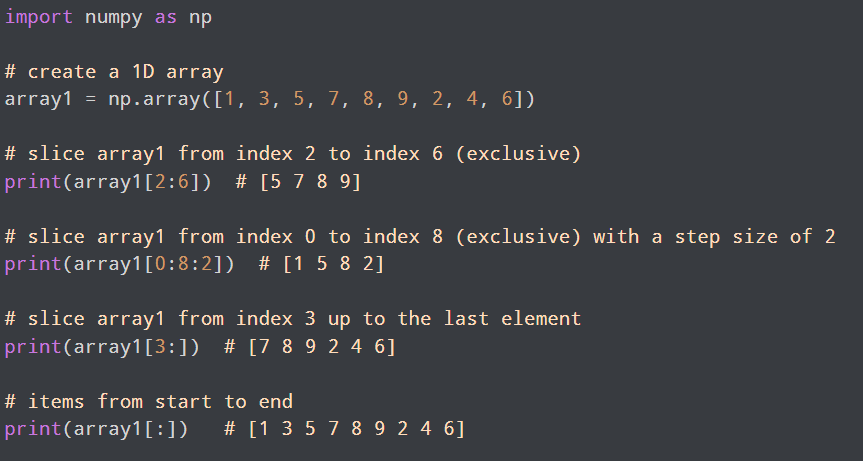 import numpy as np
# create a 1D array
array1 = np.array([1, 3, 5, 7, 8, 9, 2, 4, 6])
# slice array1 from index 2 to index 6 (exclusive)
print(array1[2:6])  # [5 7 8 9]
# slice array1 from index 0 to index 8 (exclusive) with a step size of 2
print(array1[0:8:2])  # [1 5 8 2]
# slice array1 from index 3 up to the last element
print(array1[3:])  # [7 8 9 2 4 6]
# items from start to end
print(array1[:])   # [1 3 5 7 8 9 2 4 6]